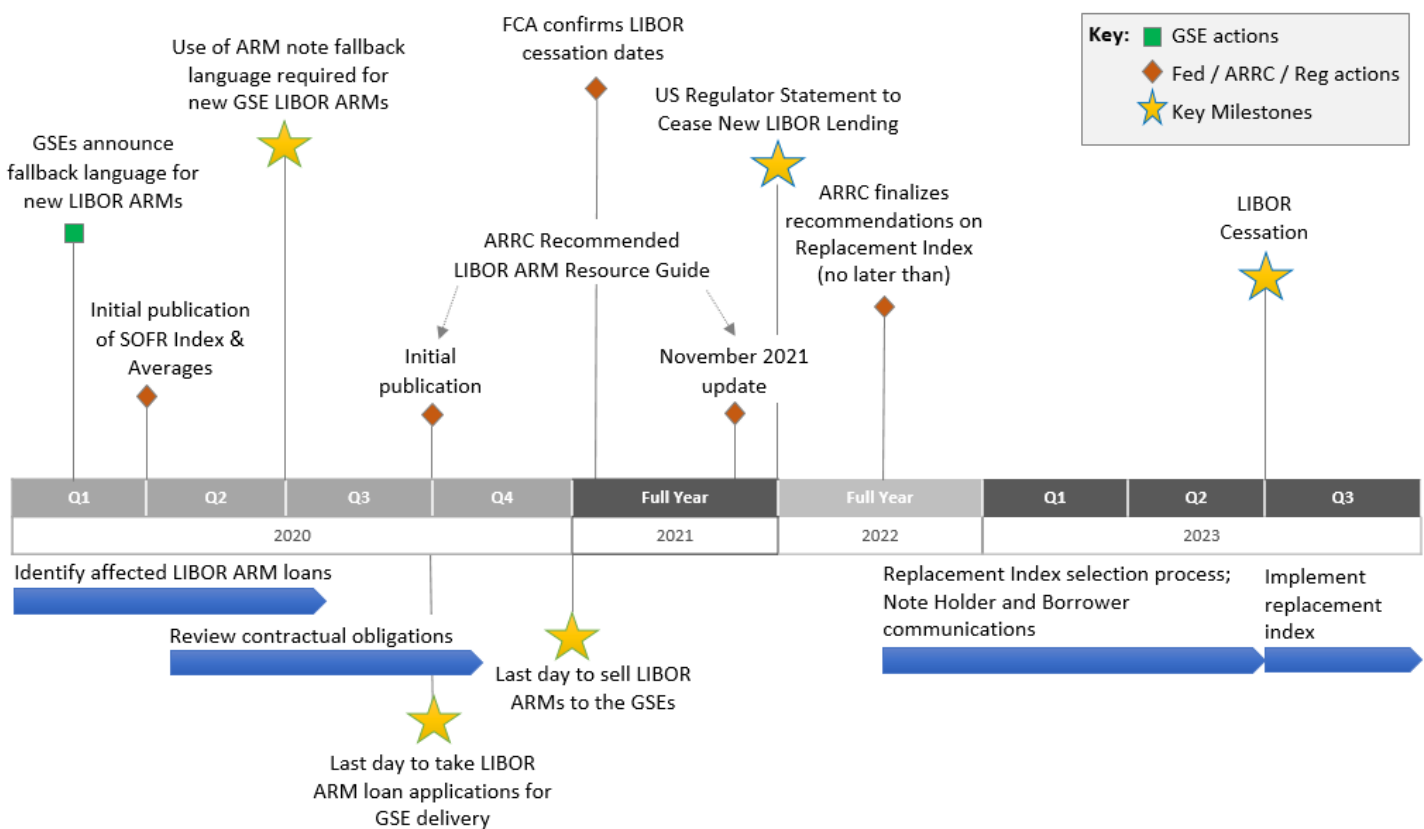 FCA confirms LIBOR
cessation dates
Key:
GSE actions
Fed / ARRC / Reg actions
Key Milestones
Use of ARM note fallback
language required for
new GSE LIBOR ARMs
US Regulator Statement to
Cease New LIBOR Lending
GSEs announce
fallback language for
new LIBOR ARMs
ARRC finalizes
recommendations on
Replacement Index
(no later than)
LIBOR
Cessation
ARRC Recommended
LIBOR ARM Resource Guide
Initial publication
of SOFR Index &
Averages
Initial
publication
November 2021
update
Q1
Q2
Q3
Q4
Full Year
Full Year
Q1
Q2
Q3
2020
2021
2022
2023
Identify affected LIBOR ARM loans
Review contractual obligations
Last day to sell LIBOR
ARMs to the GSEs
Last day to take LIBOR
ARM loan applications for
GSE delivery
Replacement Index selection process;
Note Holder and Borrower
communications
Implement
replacement
index